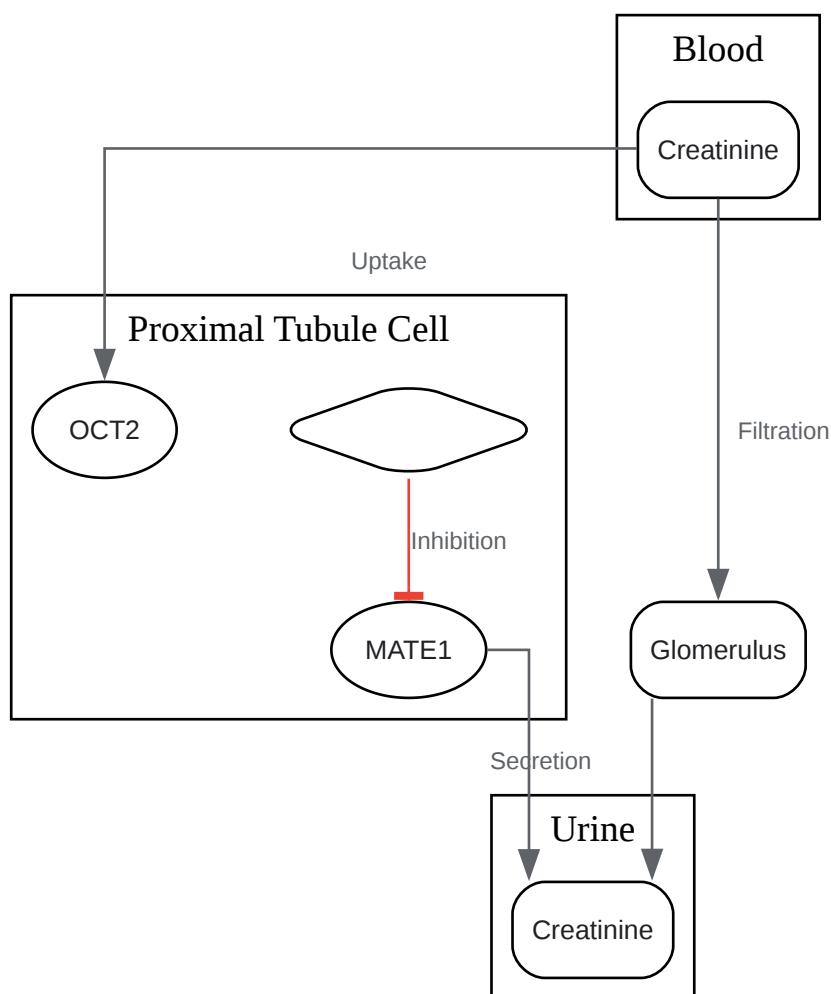 Blood
Creatinine
Uptake
Proximal Tubule Cell
OCT2
Filtration
Inhibition
MATE1
Glomerulus
Secretion
Urine
Creatinine